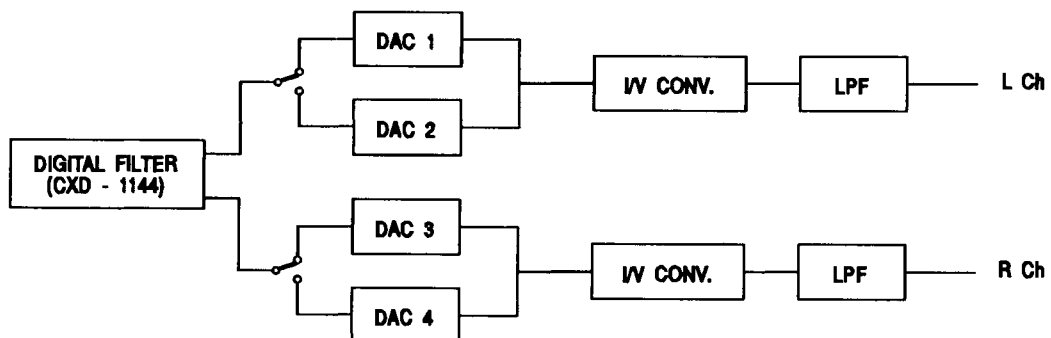 DAC 1
I/V CONV.
LPF
L Ch
DAC 2
DIGITAL FILTER
(CXD - 1144)
DAC 3
I/V CONV.
LPF
R Ch
DAC 4